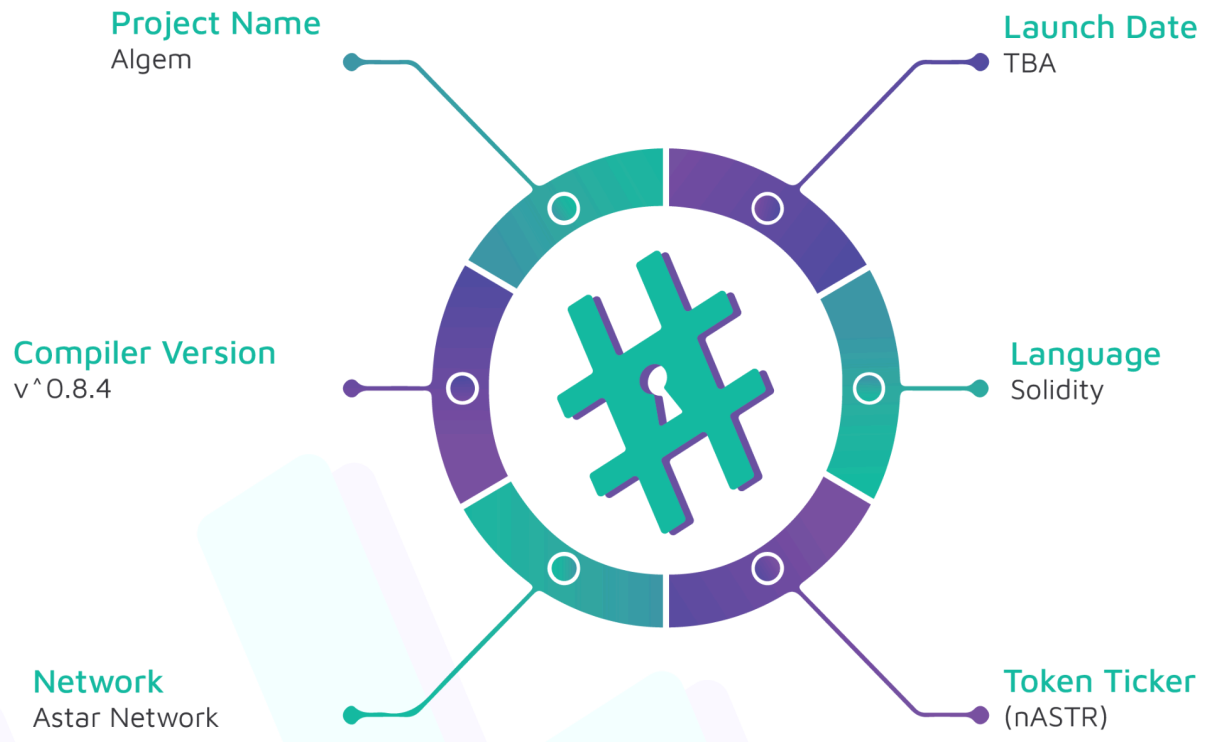 Project Name
Algem
Launch Date
TBA
Compiler Version
v^0.8.4
Language
Solidity
Network
Astar Network
Token Ticker
(nASTR)